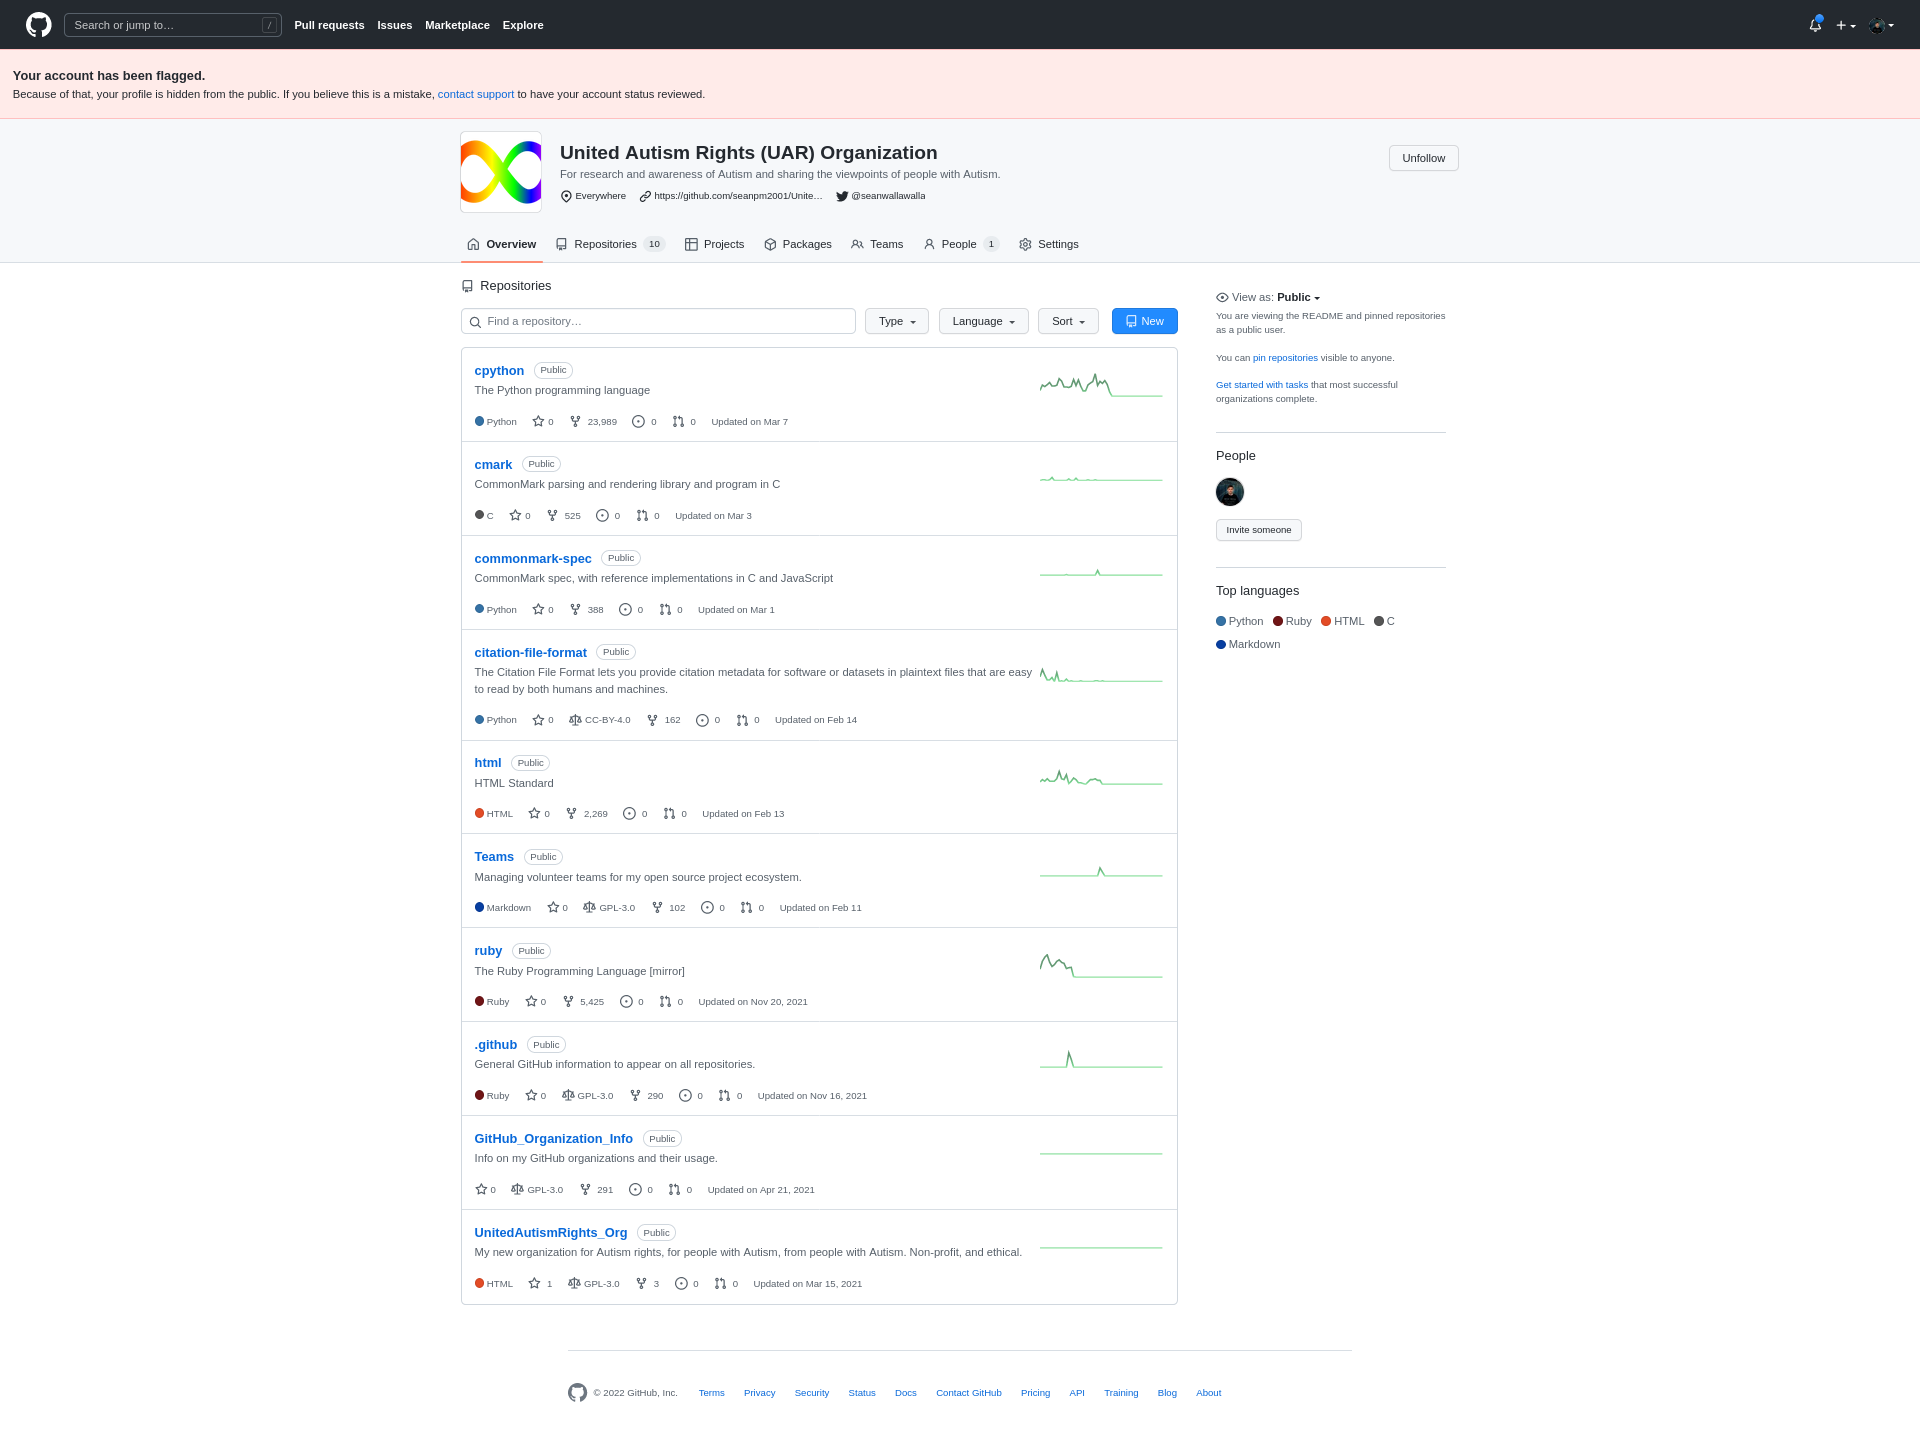 Search or jump to… /
Pull requests Issues Marketplace Explore
Your account has been flagged.
Because of that, your profile is hidden from the public. If you believe this is a mistake, contact support to have your account status reviewed.
United Autism Rights (UAR) Organization
Unfollow
For research and awareness of Autism and sharing the viewpoints of people with Autism.
Everywhere https://github.com/seanpm2001/Unite… @seanwallawalla
Overview Repositories 10 Projects Packages Teams People 1 Settings
Repositories
Find a repository… Type Language Sort New
cpython Public
The Python programming language
Python 0 23,989 0 0 Updated on Mar 7
cmark Public
CommonMark parsing and rendering library and program in C
C 0 525 0 0 Updated on Mar 3
commonmark-spec Public
CommonMark spec, with reference implementations in C and JavaScript
Python 0 388 0 0 Updated on Mar 1
citation-file-format Public
The Citation File Format lets you provide citation metadata for software or datasets in plaintext files that are easy
to read by both humans and machines.
Python 0 CC-BY-4.0 162 0 0 Updated on Feb 14
html Public
HTML Standard
HTML 0 2,269 0 0 Updated on Feb 13
Teams Public
Managing volunteer teams for my open source project ecosystem.
Markdown 0 GPL-3.0 102 0 0 Updated on Feb 11
ruby Public
The Ruby Programming Language [mirror]
Ruby 0 5,425 0 0 Updated on Nov 20, 2021
.github Public
General GitHub information to appear on all repositories.
Ruby 0 GPL-3.0 290 0 0 Updated on Nov 16, 2021
GitHub_Organization_Info Public
Info on my GitHub organizations and their usage.
0 GPL-3.0 291 0 0 Updated on Apr 21, 2021
UnitedAutismRights_Org Public
My new organization for Autism rights, for people with Autism, from people with Autism. Non-profit, and ethical.
HTML 1 GPL-3.0 3 0 0 Updated on Mar 15, 2021
View as: Public
You are viewing the README and pinned repositories
as a public user.
You can pin repositories visible to anyone.
Get started with tasks that most successful
organizations complete.
People
Invite someone
Top languages
Python Ruby HTML C
Markdown
© 2022 GitHub, Inc. Terms Privacy Security Status Docs Contact GitHub Pricing API Training Blog About